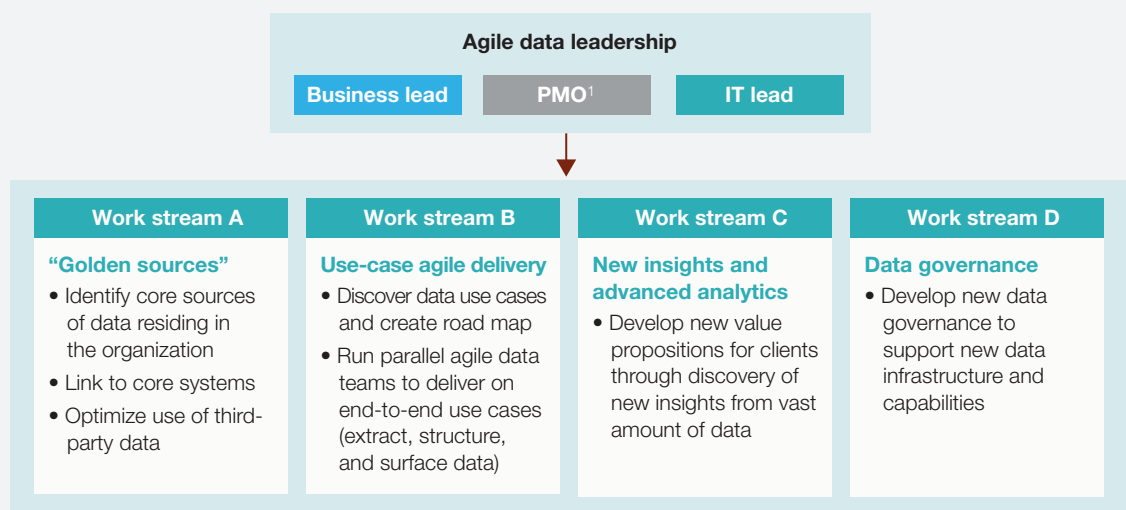 Agile data leadership
Business lead
PMO1
IT lead
Work stream A
“Golden sources”
• Identify core sources
of data residing in
the organization
• Link to core systems
• Optimize use of third-
party data
Work stream B
Use-case agile delivery
• Discover data use cases
and create road map
• Run parallel agile data
teams to deliver on
end-to-end use cases
(extract, structure,
and surface data)
Work stream C
New insights and
advanced analytics
• Develop new value
propositions for clients
through discovery of
new insights from vast
amount of data
Work stream D
Data governance
• Develop new data
governance to
support new data
infrastructure and
capabilities